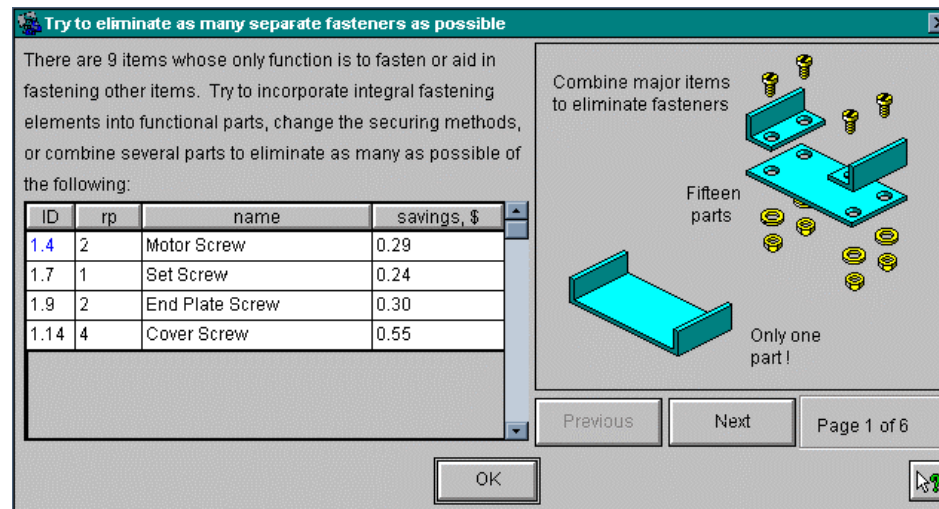 Try to eliminate as many separate fasteners as possible
There are 9 items whose only function is to fasten or aid in
fastening other items. Try to incorporate integral fastening
elements into functional parts, change the securing methods,
or combine several parts to eliminate as many as possible of
the following:
ID rp name savings, $
1.4 2 Motor Screw 0.29
1.7 1 Set Screw 0.24
1.9 2 End Plate Screw 0.30
1.14 4 Cover Screw 0.55
Combine major items
to eliminate fasteners
Fifteen
parts
Only one
part !
Previous Next Page 1 of 6
OK